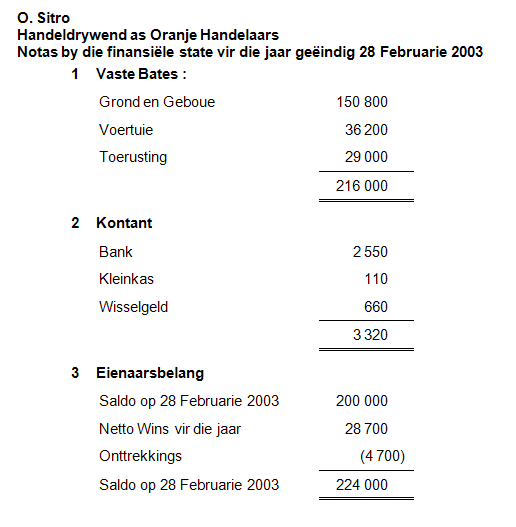 O. Sitro
Handeldrywend as Oranje Handelaars
Notas by die finansiële state vir die jaar geëindig 28 Februarie 2003
1 Vaste Bates :
Grond en Geboue 150 800
Voertuie 36 200
Toerusting 29 000
216 000
2 Kontant
Bank 2 550
Kleinkas 110
Wisselgeld 660
3 320
3 Eienaarsbelang
Saldo op 28 Februarie 2003 200 000
Netto Wins vir die jaar 28 700
Onttrekkings (4 700)
Saldo op 28 Februarie 2003 224 000